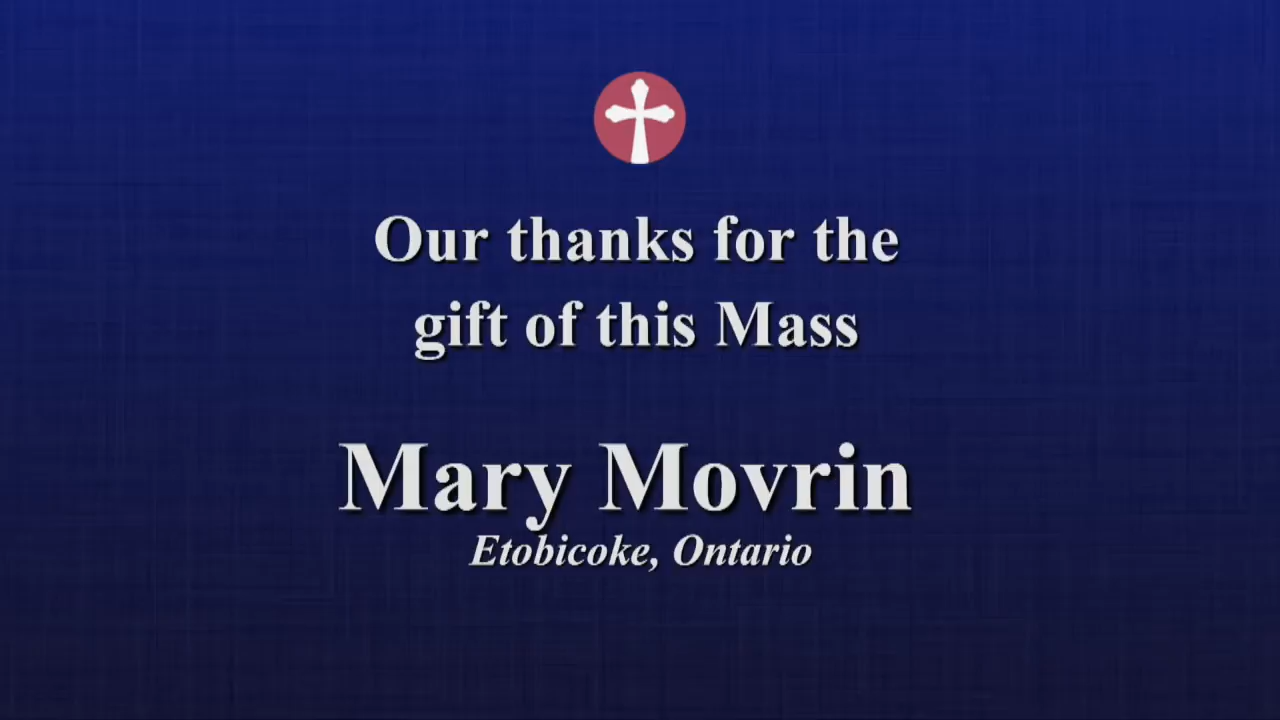 Our thanks for the
gift of this Mass
Mary Movrin
Etobicoke, Ontario